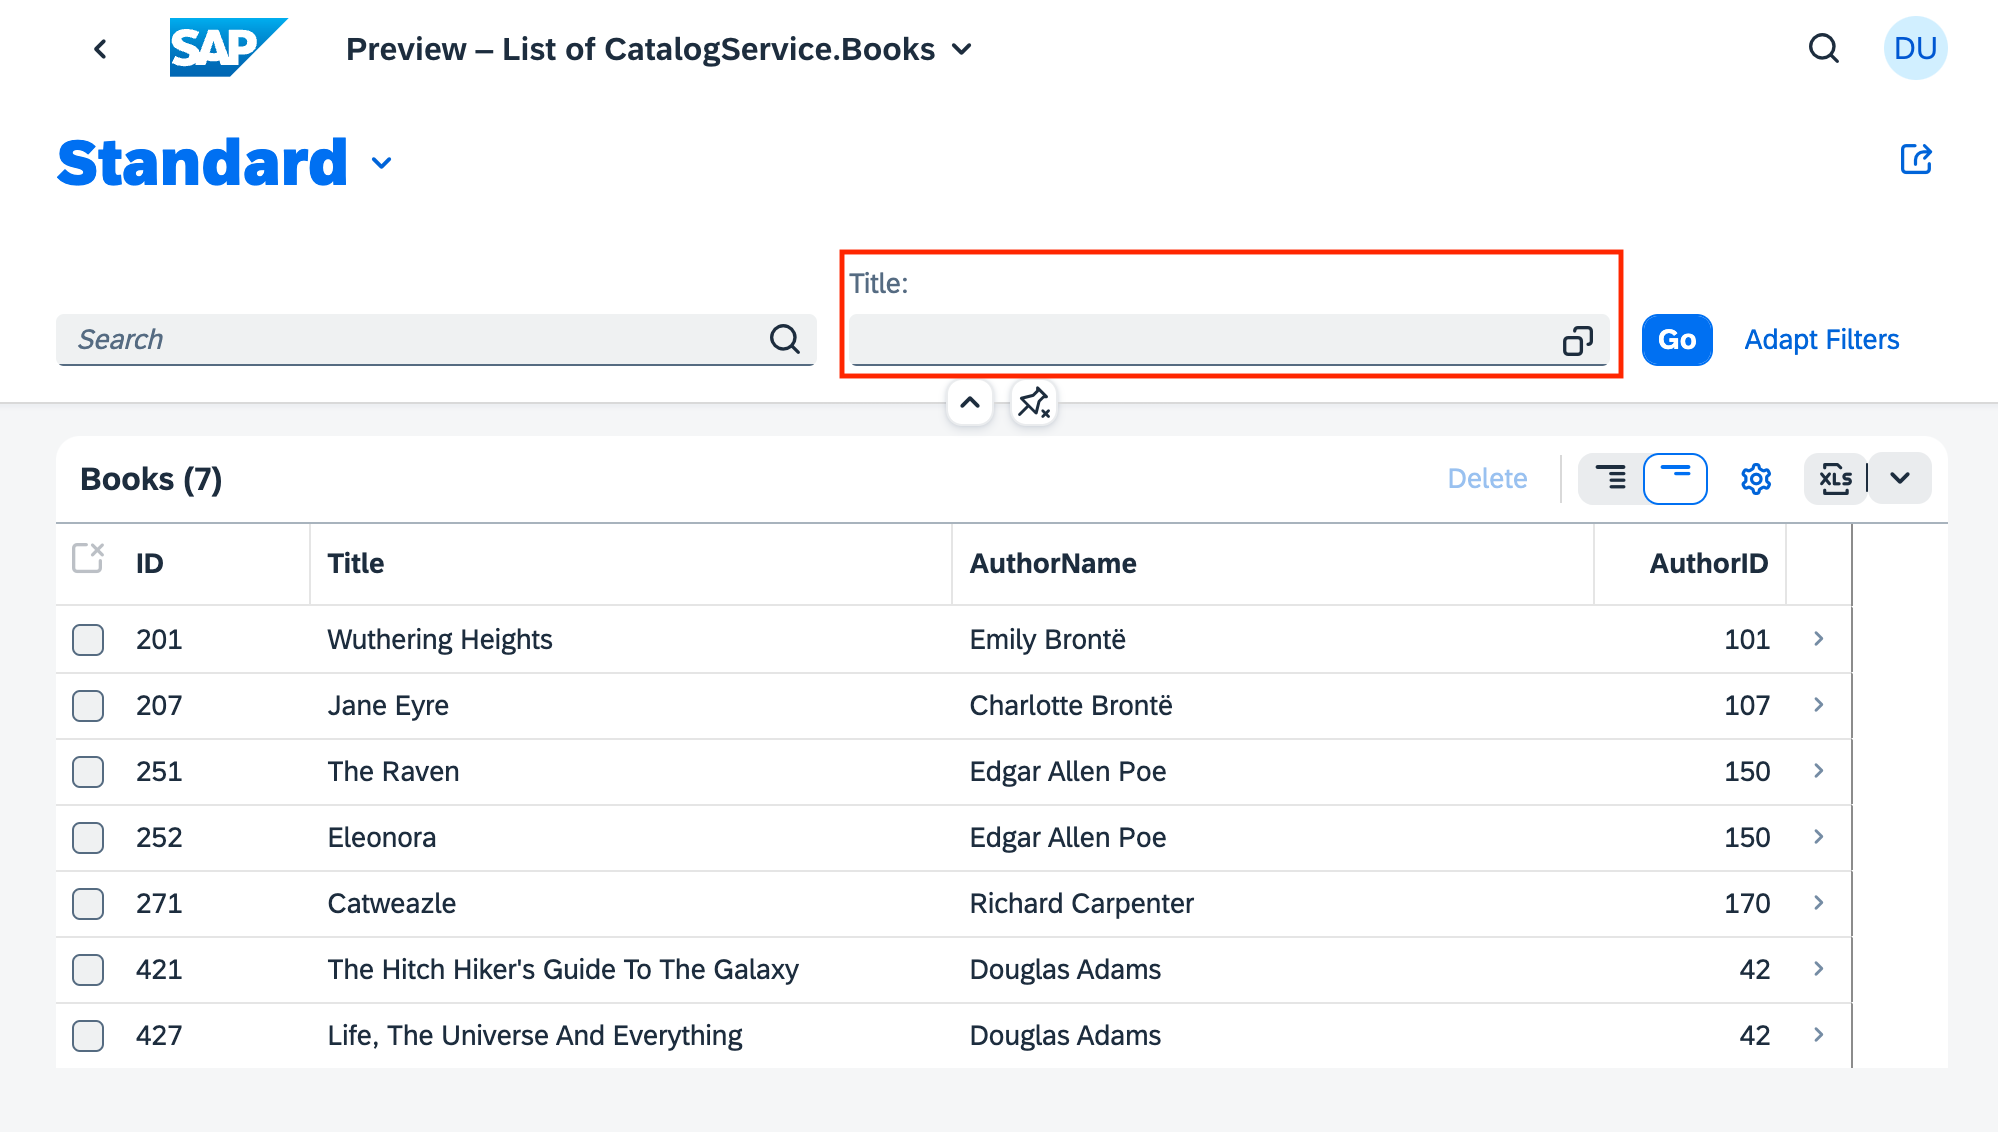 SAP Preview – List of CatalogService.Books DU
Standard
Title:
Search Go Adapt Filters
Books (7) Delete XLS
ID Title AuthorName AuthorID
201 Wuthering Heights Emily Brontë 101
207 Jane Eyre Charlotte Brontë 107
251 The Raven Edgar Allen Poe 150
252 Eleonora Edgar Allen Poe 150
271 Catweazle Richard Carpenter 170
421 The Hitch Hiker's Guide To The Galaxy Douglas Adams 42
427 Life, The Universe And Everything Douglas Adams 42